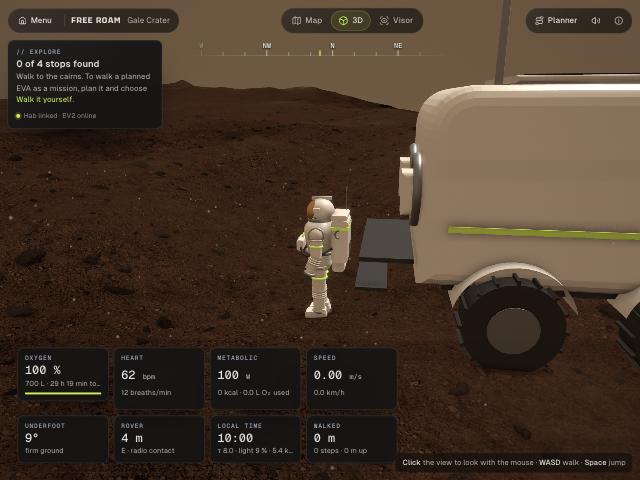 Menu
FREE ROAM Gale Crater
Map
3D
Visor
Planner
W NW N NE
// EXPLORE
0 of 4 stops found
Walk to the cairns. To walk a planned
EVA as a mission, plan it and choose
Walk it yourself.
Hab linked · EV2 online
OXYGEN
100 %
700 L · 29 h 19 min to…
HEART
62 bpm
12 breaths/min
METABOLIC
100 W
0 kcal · 0.0 L O₂ used
SPEED
0.00 m/s
0.0 km/h
UNDERFOOT
9°
firm ground
ROVER
4 m
E · radio contact
LOCAL TIME
10:00
τ 8.0 · light 9 % · 5.4 k…
WALKED
0 m
0 steps · 0 m up
Click the view to look with the mouse · WASD walk · Space jump